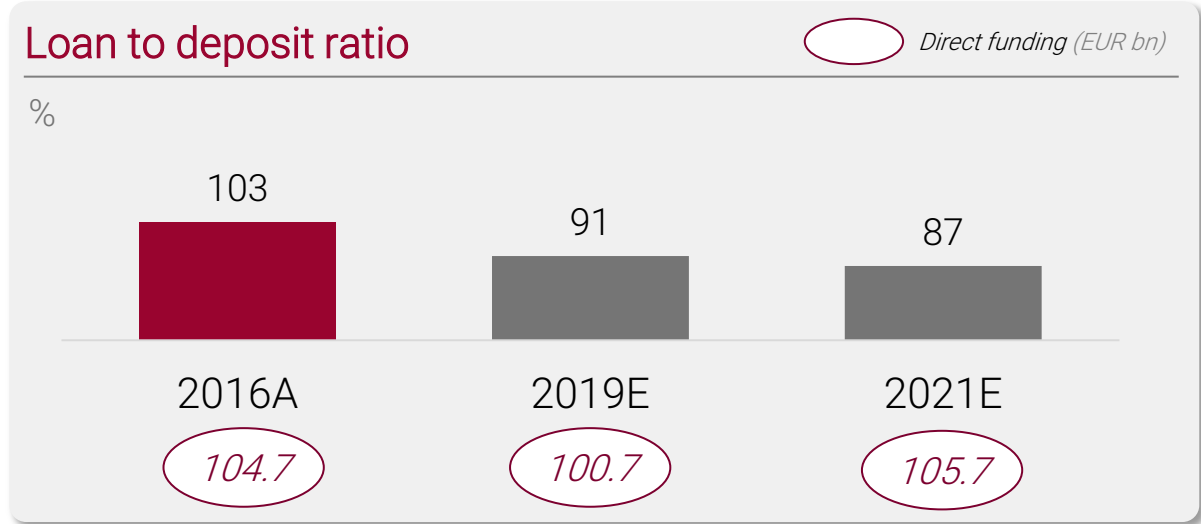 Loan to deposit ratio
Direct funding (EUR bn)
%
103
91
87
2016A
2019E
2021E
104.7
100.7
105.7